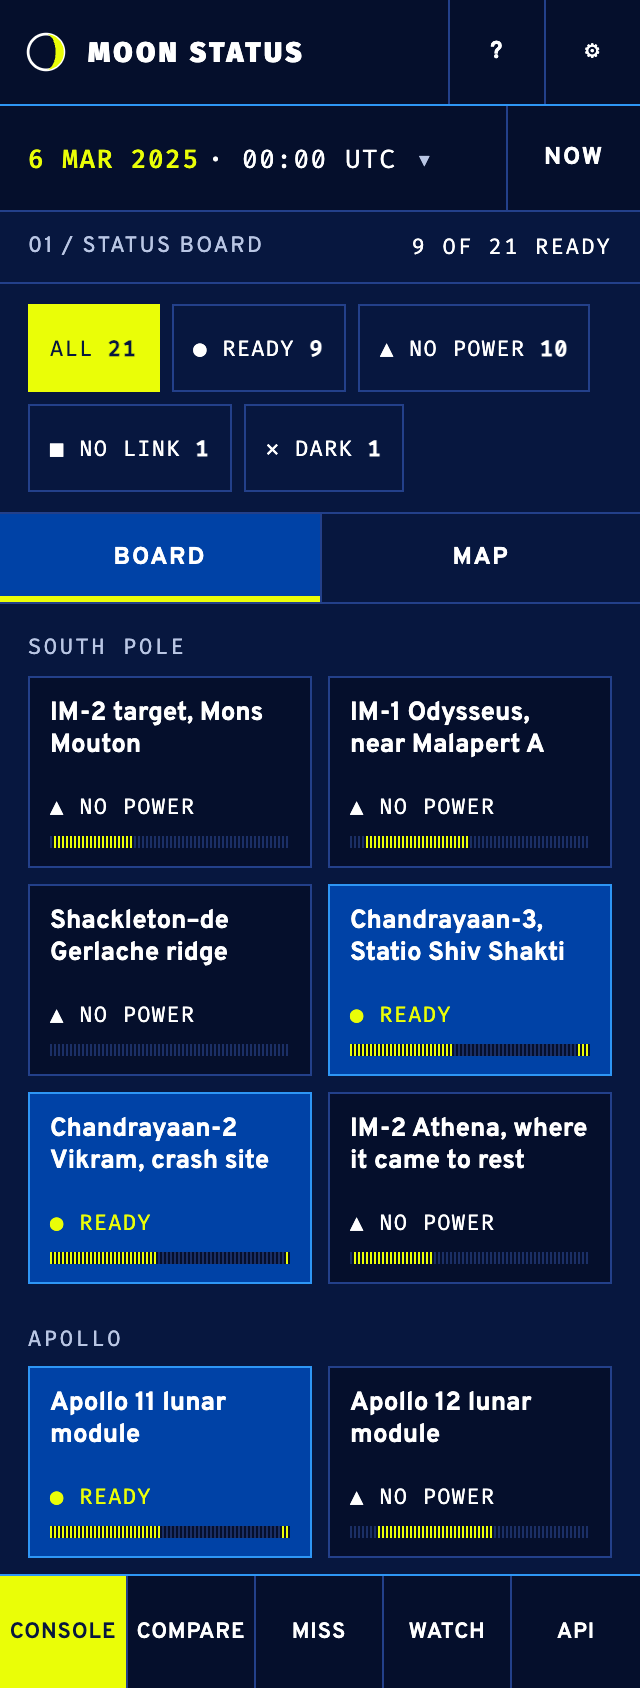 MOON STATUS
?
⚙
6 MAR 2025 · 00:00 UTC ▾
NOW
01 / STATUS BOARD
9 OF 21 READY
ALL 21
● READY 9
▲ NO POWER 10
■ NO LINK 1
× DARK 1
BOARD
MAP
SOUTH POLE
IM-2 target, Mons
Mouton
▲ NO POWER
IM-1 Odysseus,
near Malapert A
▲ NO POWER
Shackleton–de
Gerlache ridge
▲ NO POWER
Chandrayaan-3,
Statio Shiv Shakti
● READY
Chandrayaan-2
Vikram, crash site
● READY
IM-2 Athena, where
it came to rest
▲ NO POWER
APOLLO
Apollo 11 lunar
module
● READY
Apollo 12 lunar
module
▲ NO POWER
CONSOLE
COMPARE
MISS
WATCH
API